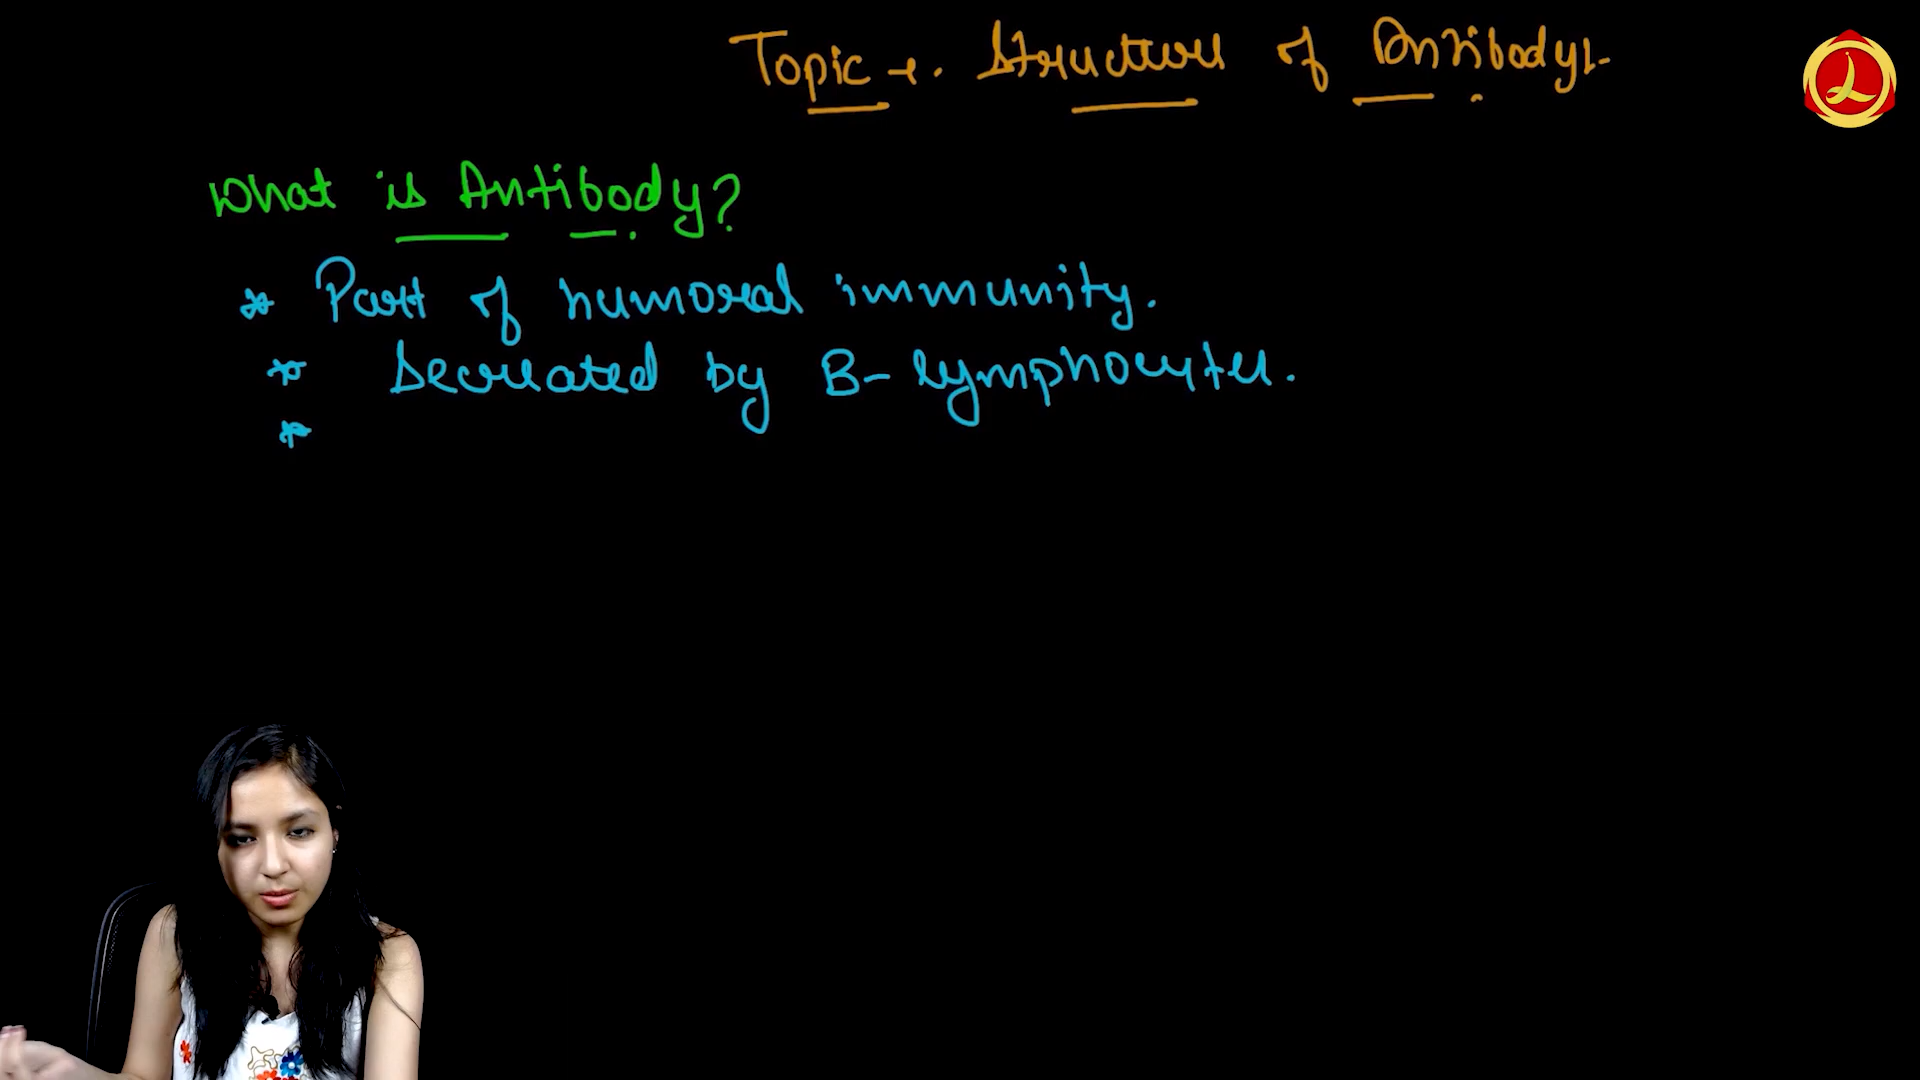 Topic :- Structure of Antibody :-
What is Antibody?
* Part of humoral immunity.
* Secreated by B- lymphocytes.
*